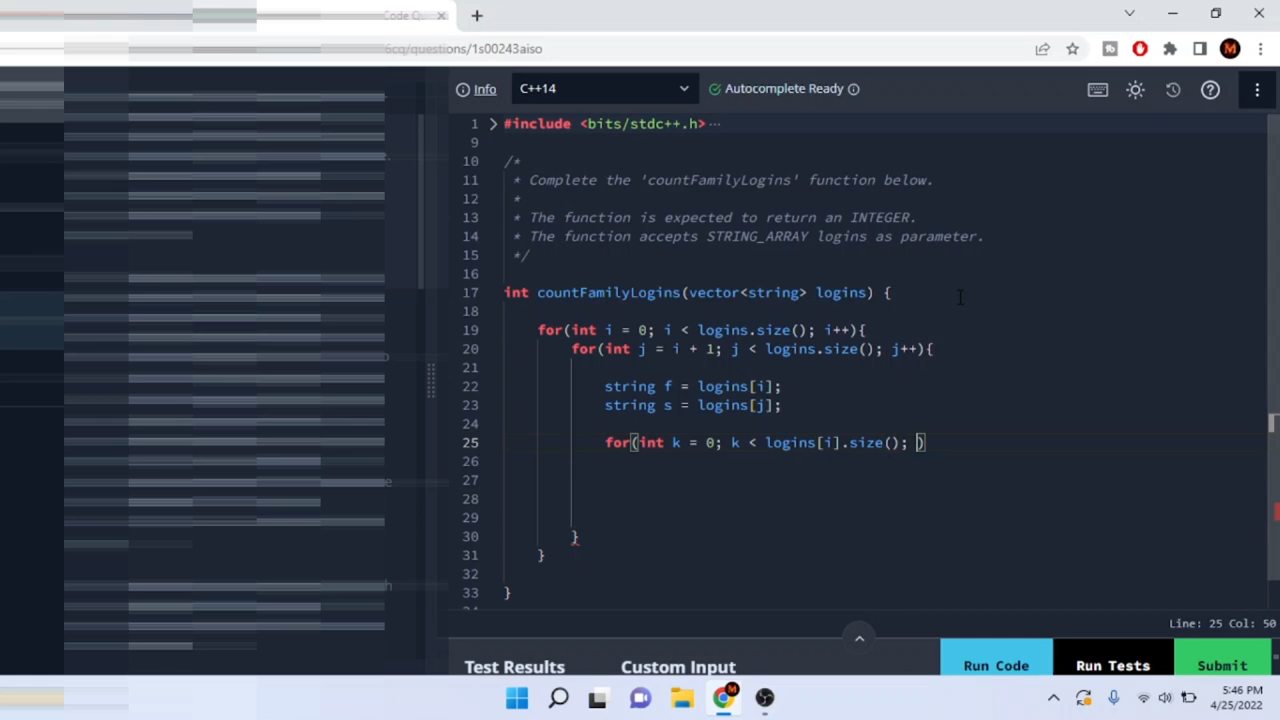 Code Qu
6cq/questions/1s00243aiso
Info
C++14
Autocomplete Ready
1 #include <bits/stdc++.h>
9
10 /*
11 * Complete the 'countFamilyLogins' function below.
12 *
13 * The function is expected to return an INTEGER.
14 * The function accepts STRING_ARRAY logins as parameter.
15 */
16
17 int countFamilyLogins(vector<string> logins) {
18
19 for(int i = 0; i < logins.size(); i++){
20 for(int j = i + 1; j < logins.size(); j++){
21
22 string f = logins[i];
23 string s = logins[j];
24
25 for(int k = 0; k < logins[i].size(); )
26
27
28
29
30 }
31 }
32
33 }
Line: 25 Col: 50
Test Results
Custom Input
Run Code
Run Tests
Submit
5:46 PM
4/25/2022